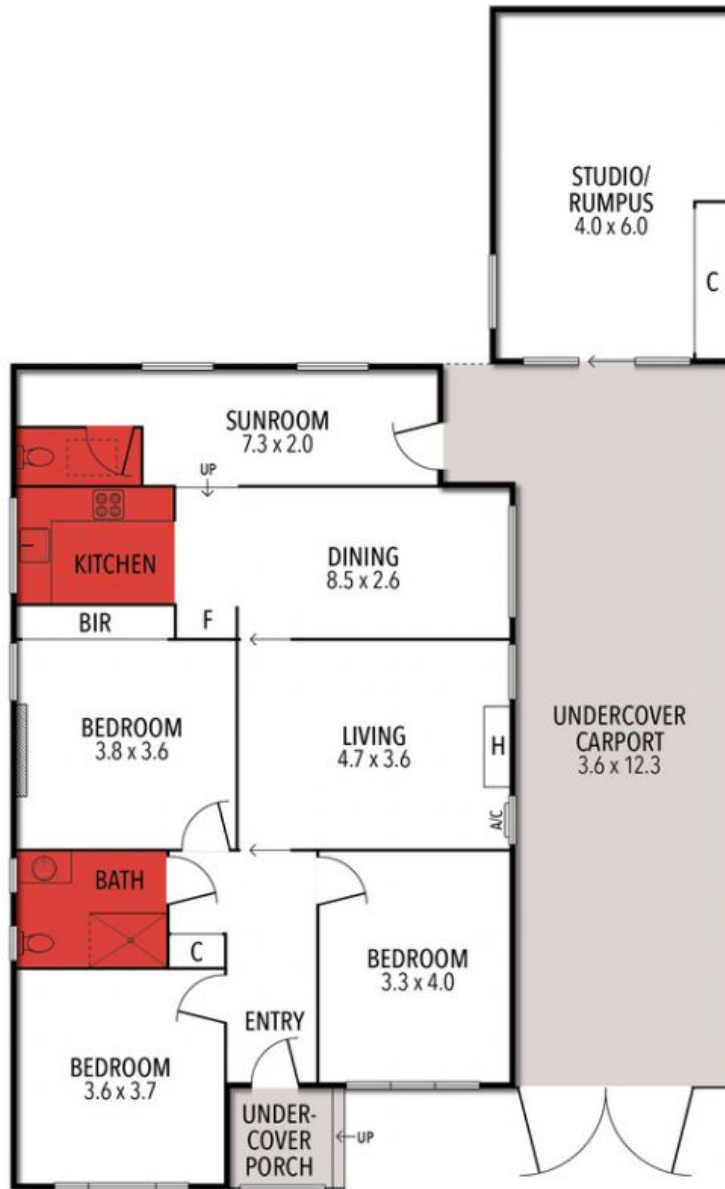 STUDIO/
RUMPUS
4.0 x 6.0
C
SUNROOM
7.3 x 2.0
UP
KITCHEN
DINING
8.5 x 2.6
BIR
F
BEDROOM
3.8 x 3.6
LIVING
4.7 x 3.6
H
A/C
UNDERCOVER
CARPORT
3.6 x 12.3
BATH
C
BEDROOM
3.3 x 4.0
ENTRY
BEDROOM
3.6 x 3.7
UNDER-
COVER
PORCH
UP